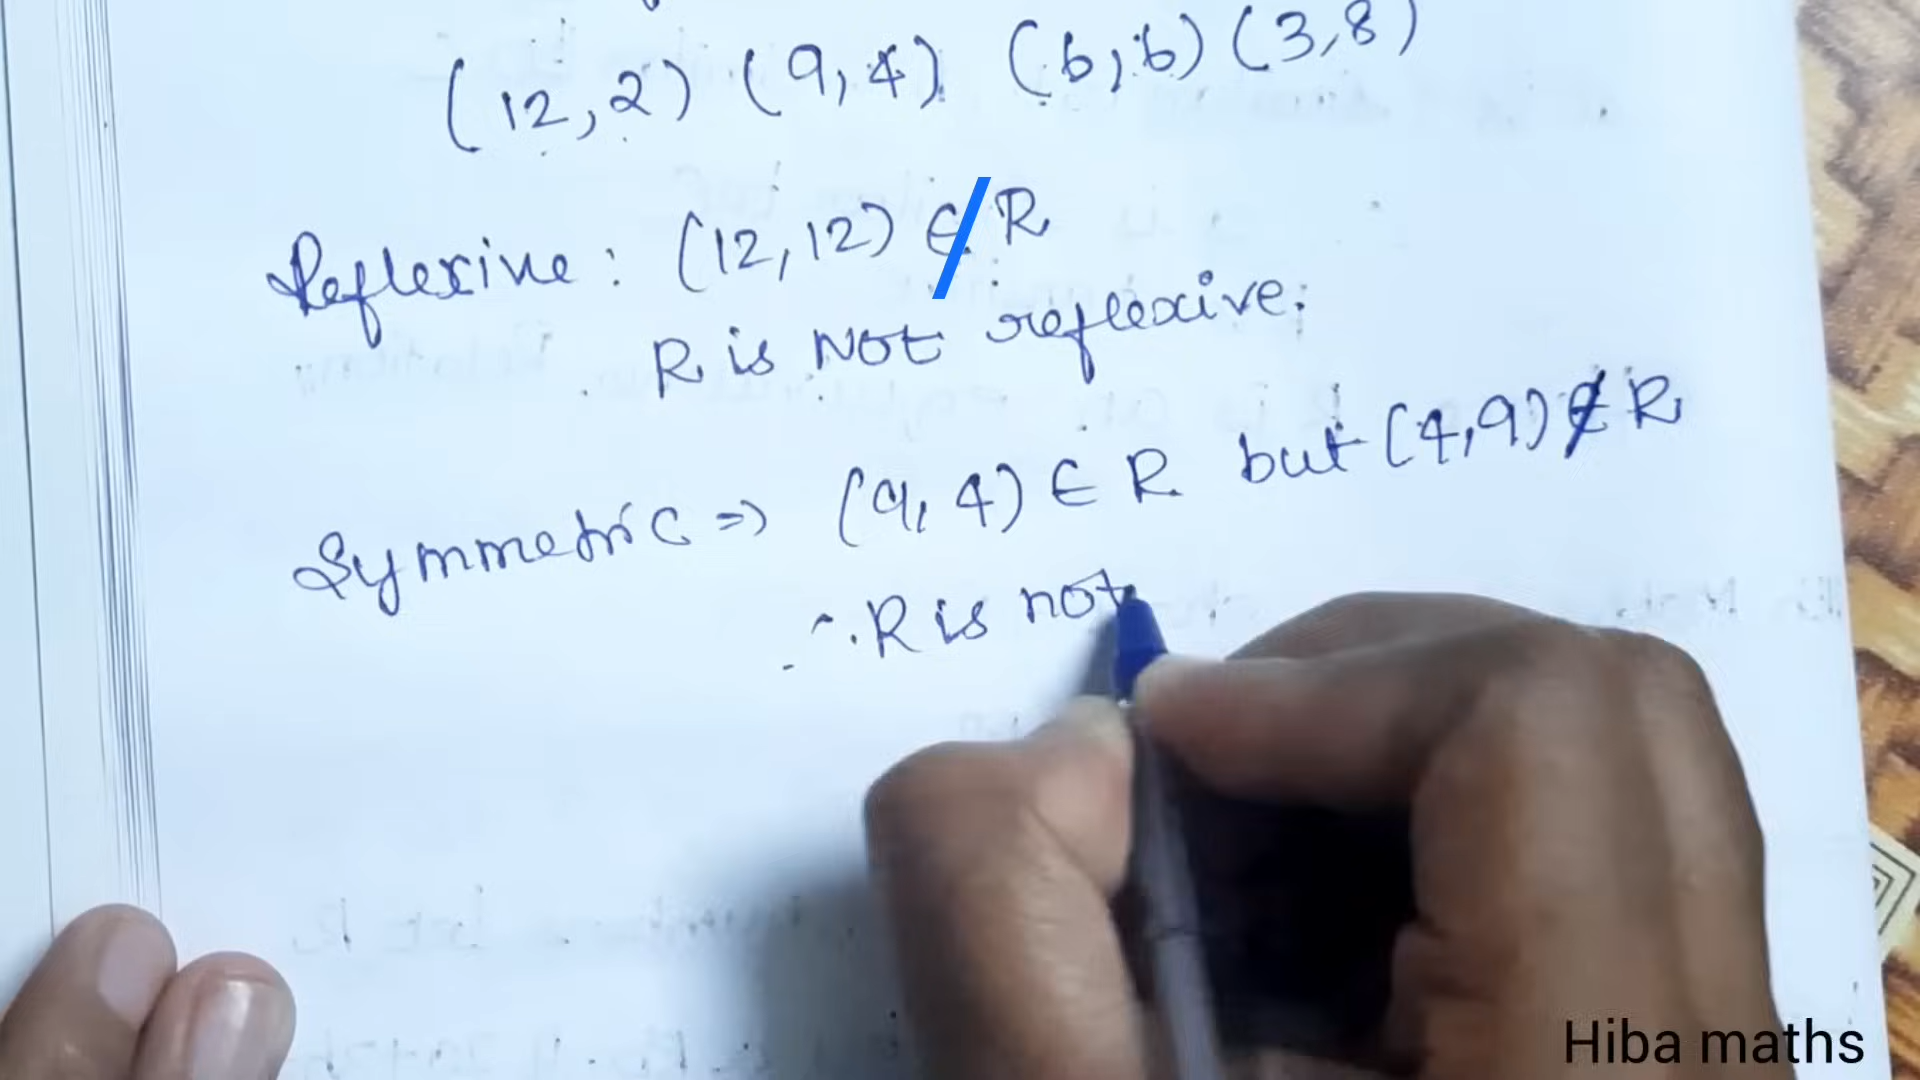 (12,2) (9,4) (6,6) (3,8)
Reflexive : (12,12) ∉ R
R is NOT reflexive.
Symmetric => (9,4) ∈ R but (4,9) ∉ R
∴ R is not
Hiba maths